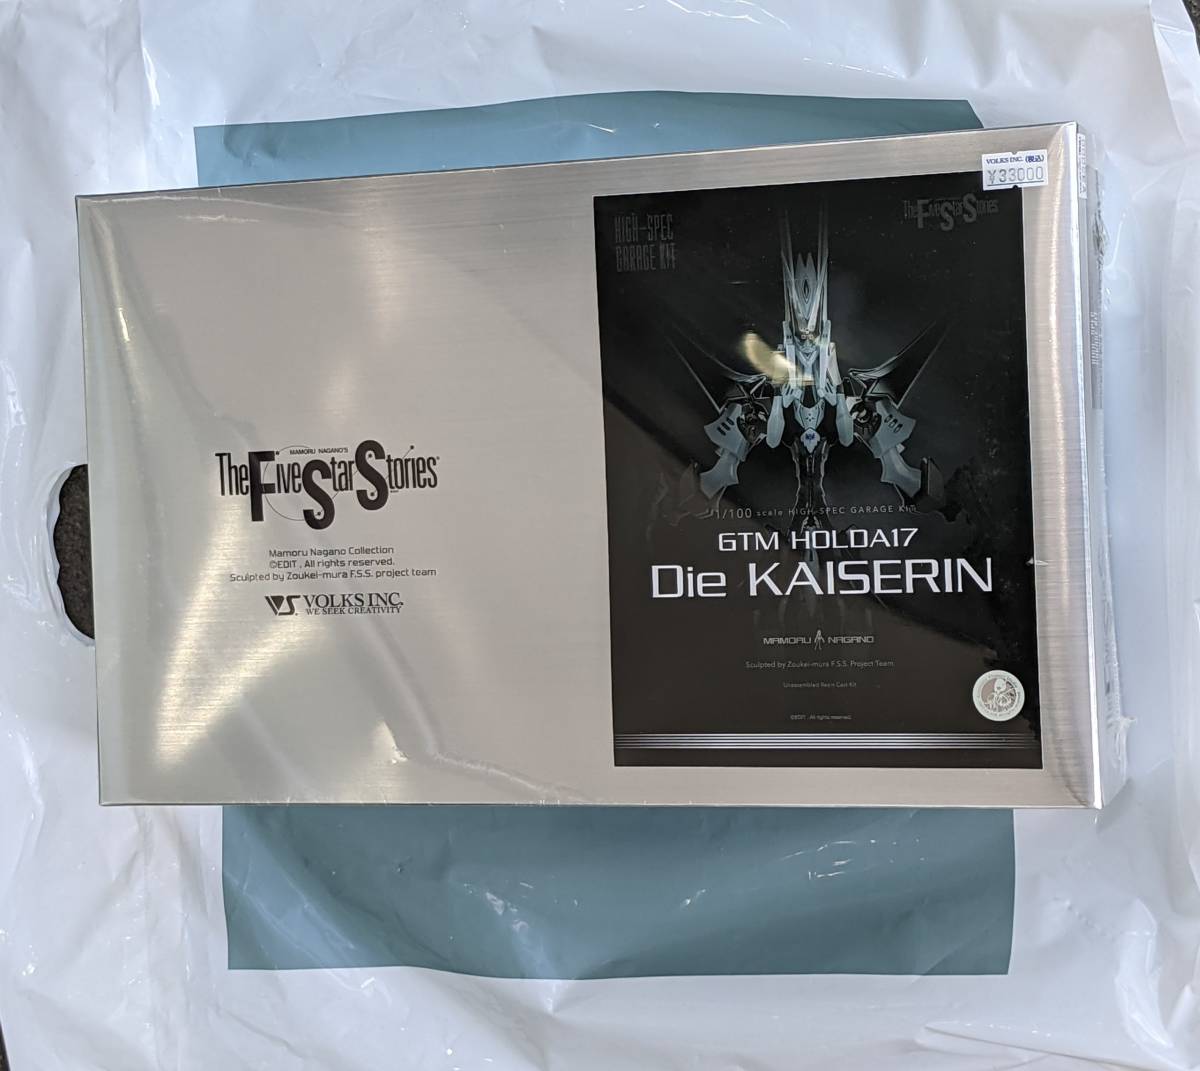 MAMORU NAGANO'S
The Five Star Stories
Mamoru Nagano Collection
©EDIT , All rights reserved.
Sculpted by Zoukei-mura F.S.S. project team
VS. VOLKS INC.
WE SEEK CREATIVITY
VOLKS INC. (税込)
¥33000
HIGH-SPEC
GARAGE KIT
The Five Star Stories
1/100 scale HIGH-SPEC GARAGE KIT
GTM HOLDA17
Die KAISERIN
MAMORU NAGANO
Sculpted by Zoukei-mura F.S.S. Project Team
Unassembled Resin Cast Kit
©EDIT , All rights reserved.